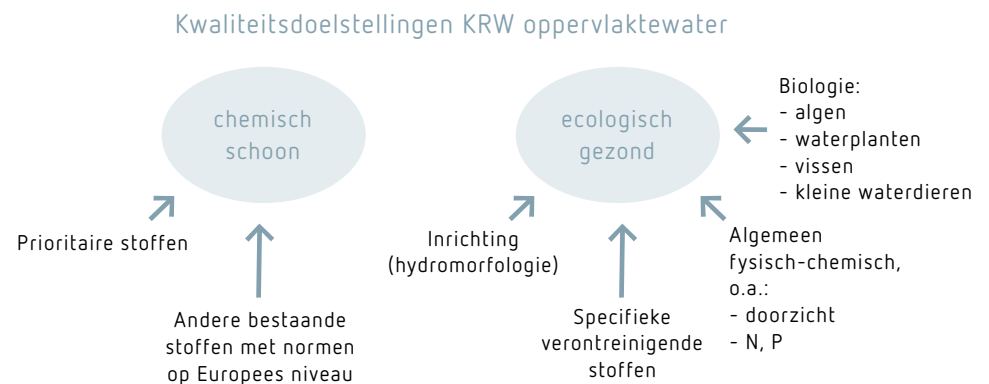 Kwaliteitsdoelstellingen KRW oppervlaktewater
chemisch
schoon
ecologisch
gezond
Biologie:
- algen
- waterplanten
- vissen
- kleine waterdieren
Prioritaire stoffen
Andere bestaande
stoffen met normen
op Europees niveau
Inrichting
(hydromorfologie)
Specifieke
verontreinigende
stoffen
Algemeen
fysisch-chemisch,
o.a.:
- doorzicht
- N, P